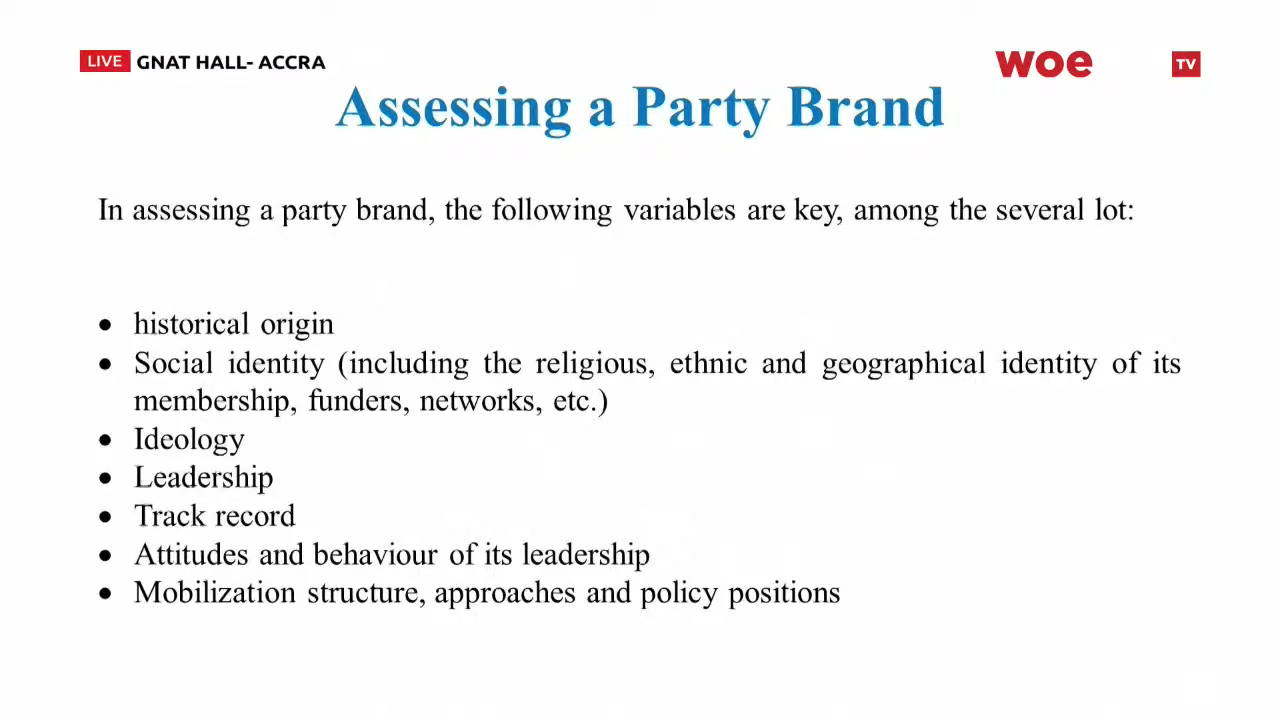 LIVE GNAT HALL- ACCRA
woe TV
Assessing a Party Brand
In assessing a party brand, the following variables are key, among the several lot:
• historical origin
• Social identity (including the religious, ethnic and geographical identity of its
membership, funders, networks, etc.)
• Ideology
• Leadership
• Track record
• Attitudes and behaviour of its leadership
• Mobilization structure, approaches and policy positions